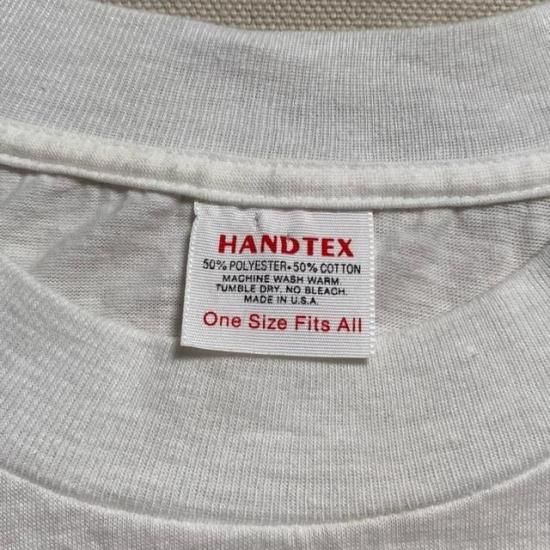 HANDTEX
50% POLYESTER•50% COTTON
MACHINE WASH WARM
TUMBLE DRY. NO BLEACH.
MADE IN U.S.A.
One Size Fits All